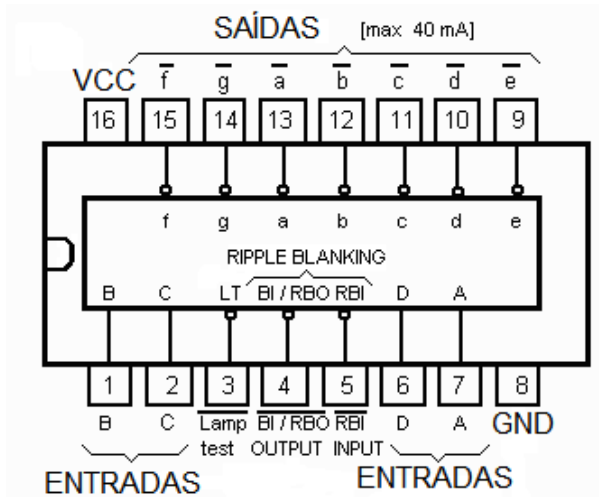 SAÍDAS [max 40 mA]
VCC f g a b c d e
16 15 14 13 12 11 10 9
f g a b c d e
RIPPLE BLANKING
B C LT BI / RBO RBI D A
1 2 3 4 5 6 7 8
B C Lamp BI / RBO RBI D A GND
test OUTPUT INPUT
ENTRADAS ENTRADAS